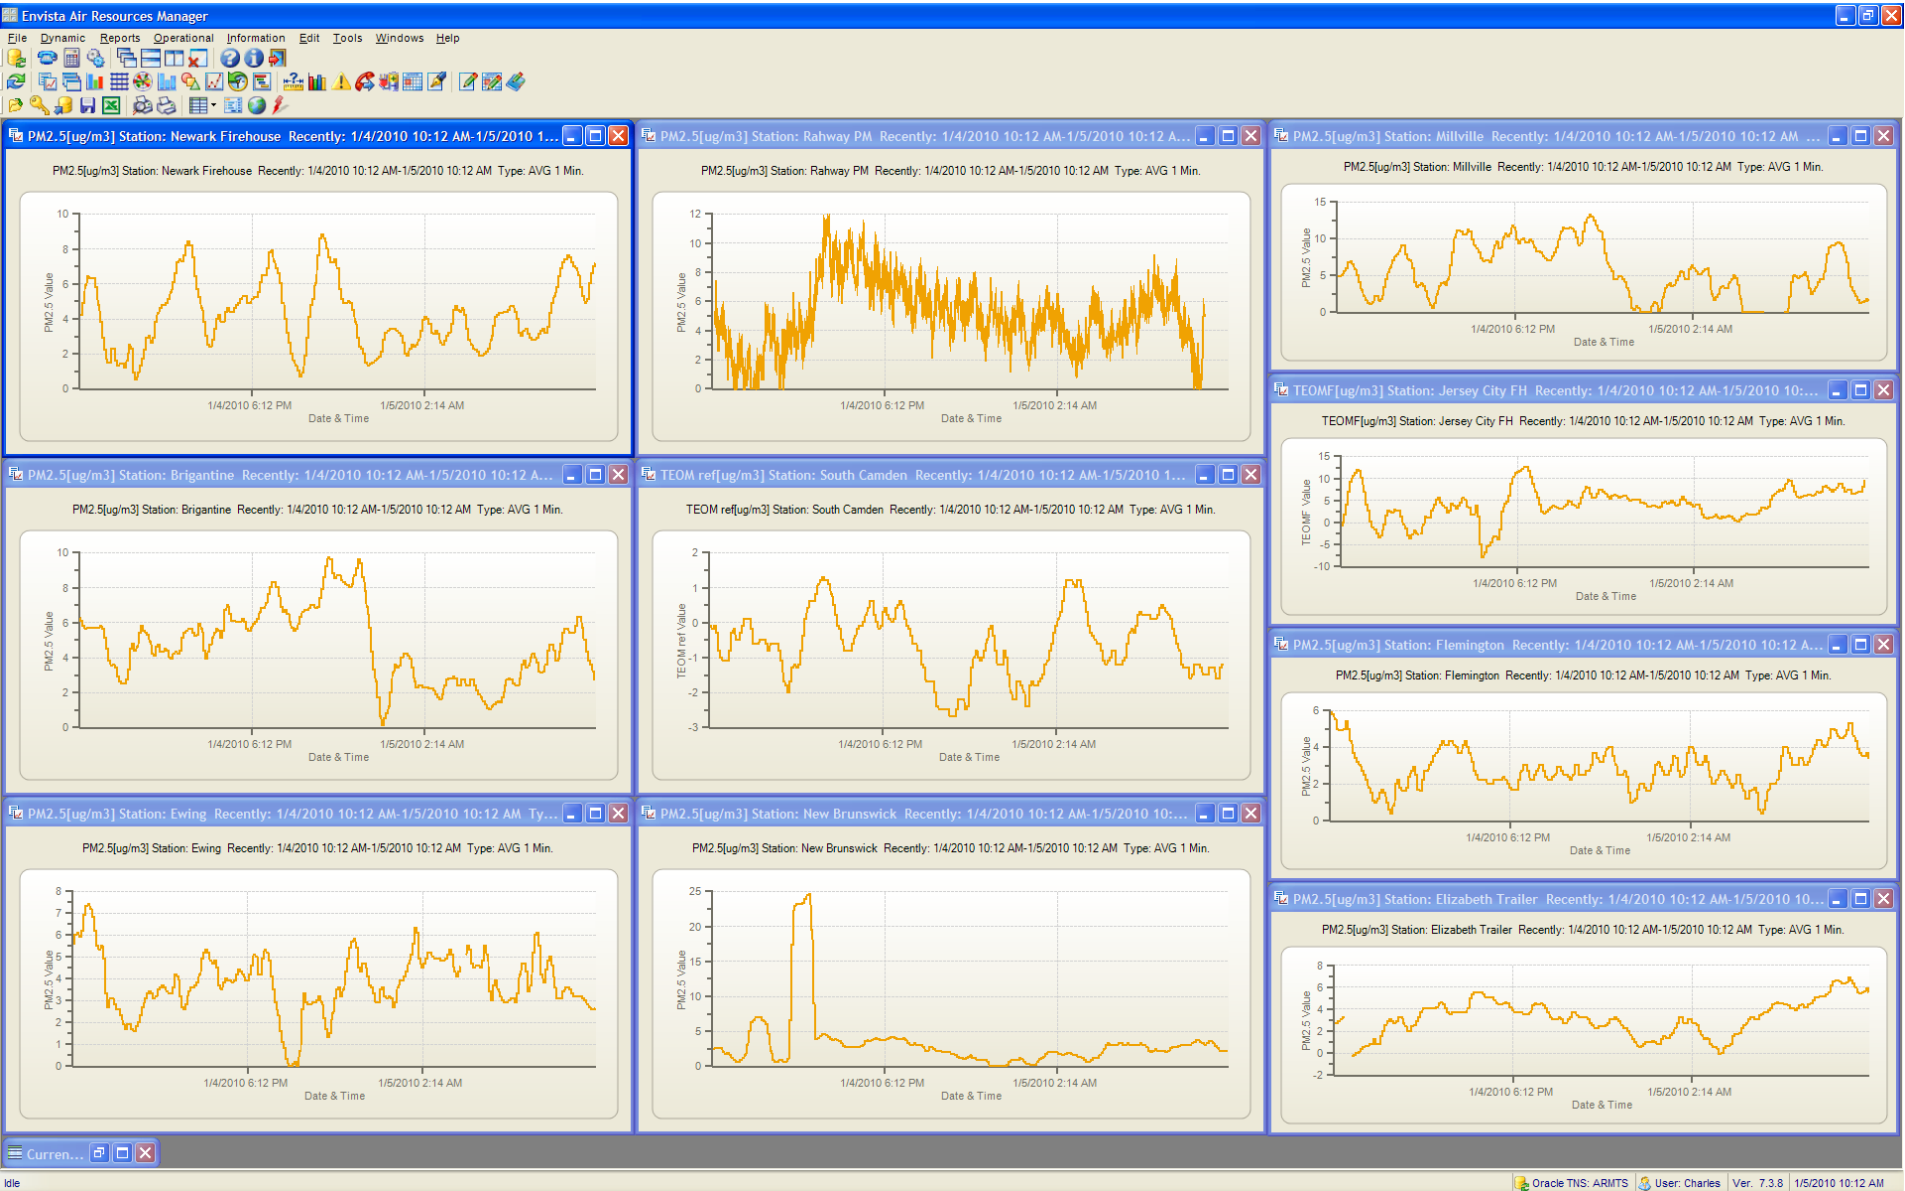 Envista Air Resources Manager
File Dynamic Reports Operational Information Edit Tools Windows Help
PM2.5[ug/m3] Station: Newark Firehouse Recently: 1/4/2010 10:12 AM-1/5/2010 1...
PM2.5[ug/m3] Station: Newark Firehouse Recently: 1/4/2010 10:12 AM-1/5/2010 10:12 AM Type: AVG 1 Min.
PM2.5 Value
10
8
6
4
2
0
1/4/2010 6:12 PM 1/5/2010 2:14 AM
Date & Time
PM2.5[ug/m3] Station: Rahway PM Recently: 1/4/2010 10:12 AM-1/5/2010 10:12 A...
PM2.5[ug/m3] Station: Rahway PM Recently: 1/4/2010 10:12 AM-1/5/2010 10:12 AM Type: AVG 1 Min.
PM2.5 Value
12
10
8
6
4
2
0
1/4/2010 6:12 PM 1/5/2010 2:14 AM
Date & Time
PM2.5[ug/m3] Station: Millville Recently: 1/4/2010 10:12 AM-1/5/2010 10:12 AM ...
PM2.5[ug/m3] Station: Millville Recently: 1/4/2010 10:12 AM-1/5/2010 10:12 AM Type: AVG 1 Min.
PM2.5 Value
15
10
5
0
1/4/2010 6:12 PM 1/5/2010 2:14 AM
Date & Time
TEOMF[ug/m3] Station: Jersey City FH Recently: 1/4/2010 10:12 AM-1/5/2010 10:...
TEOMF[ug/m3] Station: Jersey City FH Recently: 1/4/2010 10:12 AM-1/5/2010 10:12 AM Type: AVG 1 Min.
TEOMF Value
15
10
5
0
-5
-10
1/4/2010 6:12 PM 1/5/2010 2:14 AM
Date & Time
PM2.5[ug/m3] Station: Brigantine Recently: 1/4/2010 10:12 AM-1/5/2010 10:12 A...
PM2.5[ug/m3] Station: Brigantine Recently: 1/4/2010 10:12 AM-1/5/2010 10:12 AM Type: AVG 1 Min.
PM2.5 Value
10
8
6
4
2
0
1/4/2010 6:12 PM 1/5/2010 2:14 AM
Date & Time
TEOM ref[ug/m3] Station: South Camden Recently: 1/4/2010 10:12 AM-1/5/2010 1...
TEOM ref[ug/m3] Station: South Camden Recently: 1/4/2010 10:12 AM-1/5/2010 10:12 AM Type: AVG 1 Min.
TEOM ref Value
2
1
0
-1
-2
-3
1/4/2010 6:12 PM 1/5/2010 2:14 AM
Date & Time
PM2.5[ug/m3] Station: Flemington Recently: 1/4/2010 10:12 AM-1/5/2010 10:12 A...
PM2.5[ug/m3] Station: Flemington Recently: 1/4/2010 10:12 AM-1/5/2010 10:12 AM Type: AVG 1 Min.
PM2.5 Value
6
4
2
0
1/4/2010 6:12 PM 1/5/2010 2:14 AM
Date & Time
PM2.5[ug/m3] Station: Ewing Recently: 1/4/2010 10:12 AM-1/5/2010 10:12 AM Ty...
PM2.5[ug/m3] Station: Ewing Recently: 1/4/2010 10:12 AM-1/5/2010 10:12 AM Type: AVG 1 Min.
PM2.5 Value
8
7
6
5
4
3
2
1
0
1/4/2010 6:12 PM 1/5/2010 2:14 AM
Date & Time
PM2.5[ug/m3] Station: New Brunswick Recently: 1/4/2010 10:12 AM-1/5/2010 10:...
PM2.5[ug/m3] Station: New Brunswick Recently: 1/4/2010 10:12 AM-1/5/2010 10:12 AM Type: AVG 1 Min.
PM2.5 Value
25
20
15
10
5
0
1/4/2010 6:12 PM 1/5/2010 2:14 AM
Date & Time
PM2.5[ug/m3] Station: Elizabeth Trailer Recently: 1/4/2010 10:12 AM-1/5/2010 10...
PM2.5[ug/m3] Station: Elizabeth Trailer Recently: 1/4/2010 10:12 AM-1/5/2010 10:12 AM Type: AVG 1 Min.
PM2.5 Value
8
6
4
2
0
-2
1/4/2010 6:12 PM 1/5/2010 2:14 AM
Date & Time
Curren...
Idle Oracle TNS: ARMTS User: Charles Ver. 7.3.8 1/5/2010 10:12 AM